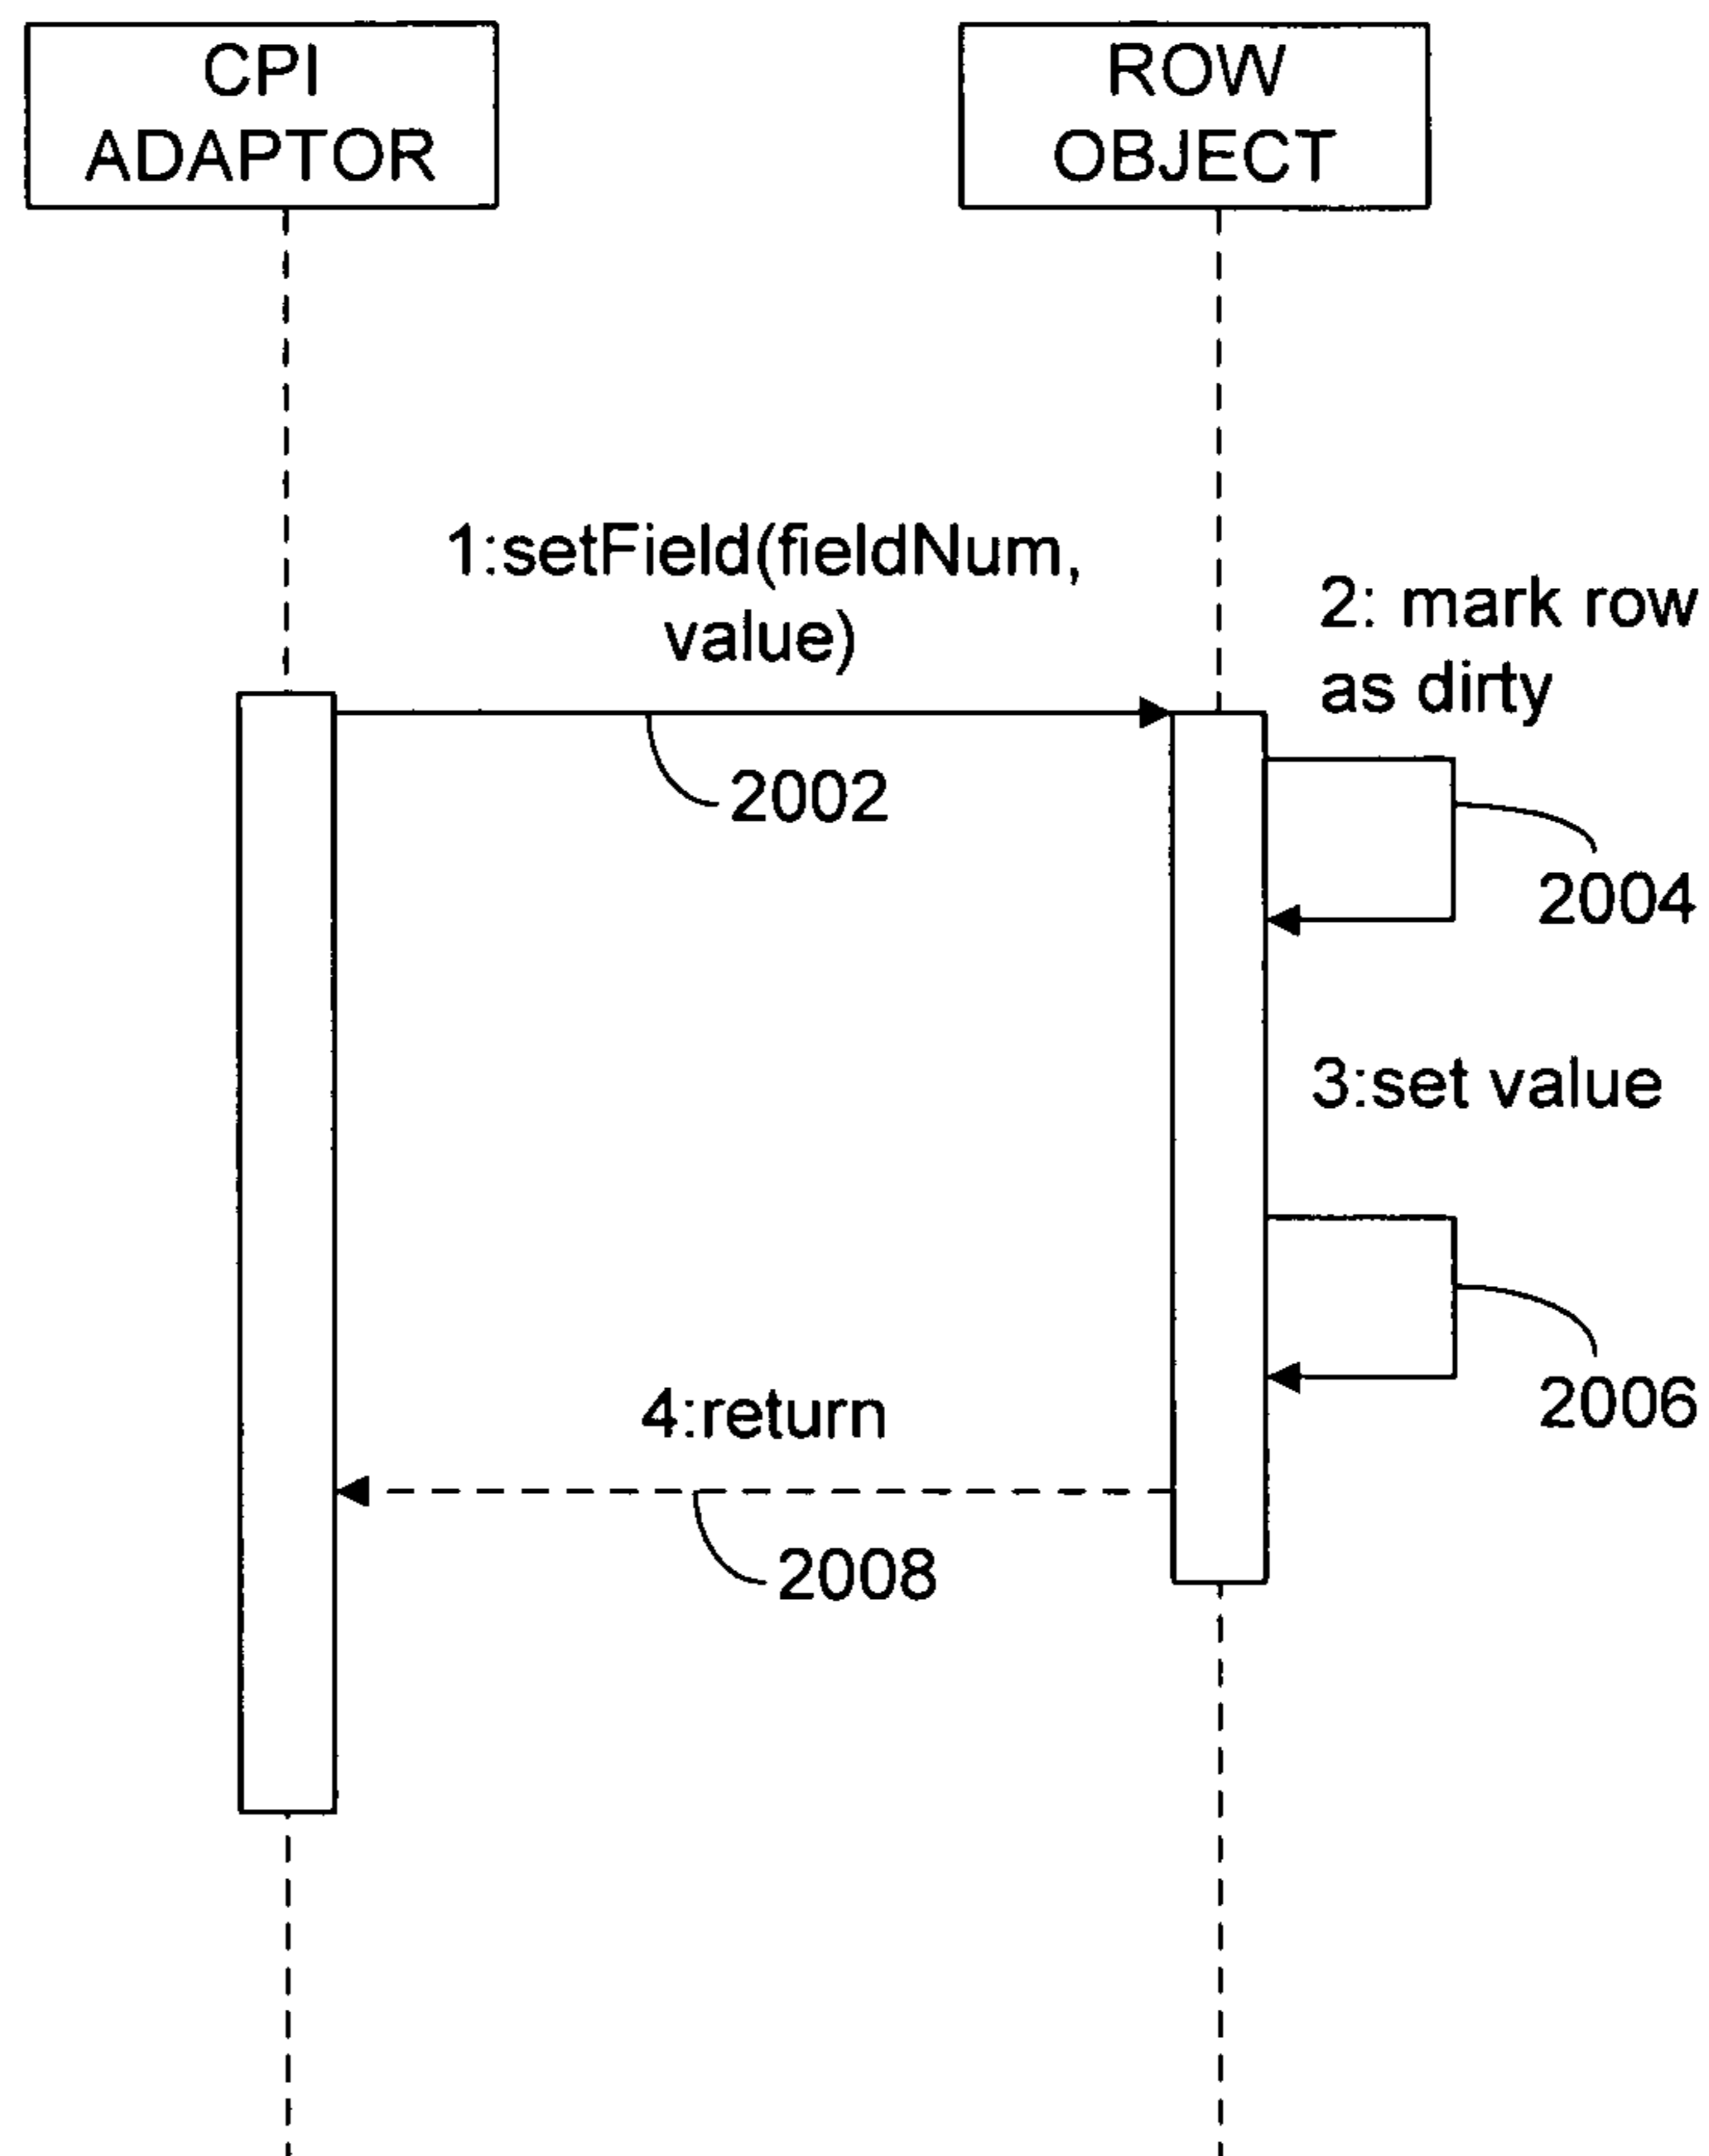 CPI
ADAPTOR
ROW
OBJECT
1:setField(fieldNum,
value)
2: mark row
as dirty
2002
2004
3:set value
2006
4:return
2008